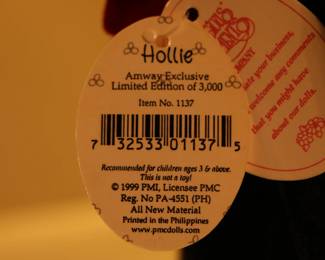 Hollie
Amway Exclusive
Limited Edition of 3,000
Item No. 1137
7 32533 01137 5
Recommended for children ages 3 & above.
This is not a toy!
© 1999 PMI, Licensee PMC
Reg. No PA-4551 (PH)
All New Material
Printed in the Philippines
www.pmcdolls.com
your business,
welcome any comments
that you might have
about our dolls.